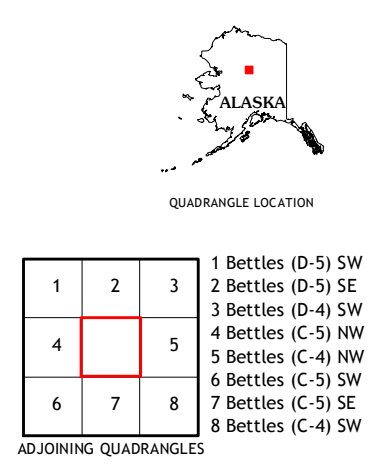 ALASKA
QUADRANGLE LOCATION
1 2 3
4 5
6 7 8
1 Bettles (D-5) SW
2 Bettles (D-5) SE
3 Bettles (D-4) SW
4 Bettles (C-5) NW
5 Bettles (C-4) NW
6 Bettles (C-5) SW
7 Bettles (C-5) SE
8 Bettles (C-4) SW
ADJOINING QUADRANGLES